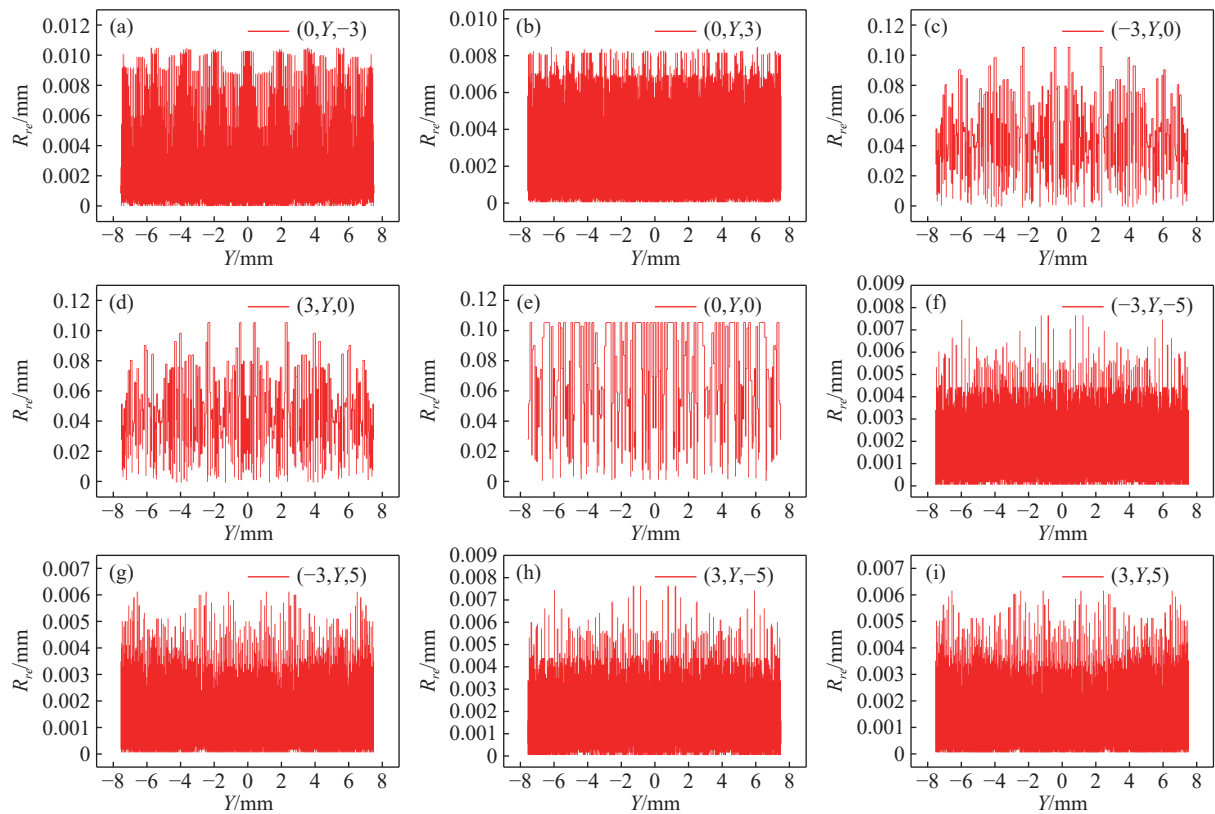 (a)
(0,Y,−3)
0.012
0.010
0.008
0.006
0.004
0.002
0
R_re/mm
−8 −6 −4 −2 0 2 4 6 8
Y/mm
(b)
(0,Y,3)
0.010
0.008
0.006
0.004
0.002
0
R_re/mm
−8 −6 −4 −2 0 2 4 6 8
Y/mm
(c)
(−3,Y,0)
0.12
0.10
0.08
0.06
0.04
0.02
0
R_re/mm
−8 −6 −4 −2 0 2 4 6 8
Y/mm
(d)
(3,Y,0)
0.12
0.10
0.08
0.06
0.04
0.02
0
R_re/mm
−8 −6 −4 −2 0 2 4 6 8
Y/mm
(e)
(0,Y,0)
0.12
0.10
0.08
0.06
0.04
0.02
0
R_re/mm
−8 −6 −4 −2 0 2 4 6 8
Y/mm
(f)
(−3,Y,−5)
0.009
0.008
0.007
0.006
0.005
0.004
0.003
0.002
0.001
0
R_re/mm
−8 −6 −4 −2 0 2 4 6 8
Y/mm
(g)
(−3,Y,5)
0.007
0.006
0.005
0.004
0.003
0.002
0.001
0
R_re/mm
−8 −6 −4 −2 0 2 4 6 8
Y/mm
(h)
(3,Y,−5)
0.009
0.008
0.007
0.006
0.005
0.004
0.003
0.002
0.001
0
R_re/mm
−8 −6 −4 −2 0 2 4 6 8
Y/mm
(i)
(3,Y,5)
0.007
0.006
0.005
0.004
0.003
0.002
0.001
0
R_re/mm
−8 −6 −4 −2 0 2 4 6 8
Y/mm